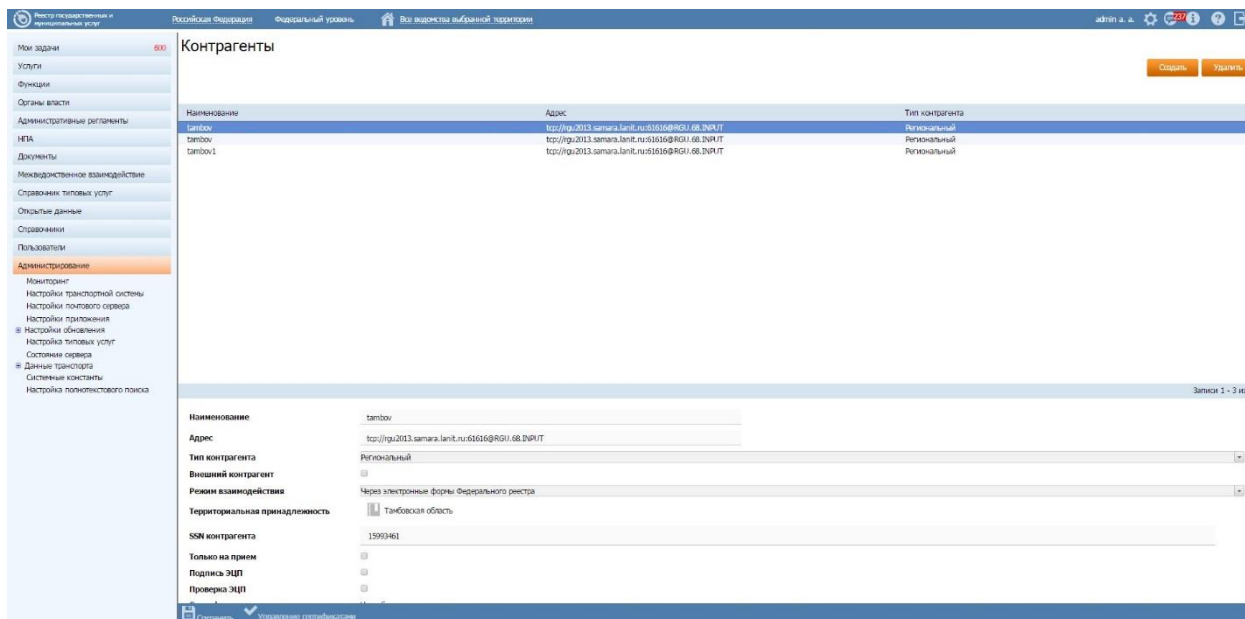 Реестр государственных и
муниципальных услуг
Российская Федерация
Федеральный уровень
Все ведомства выбранной территории
admin a. a.
237
Мои задачи 600
Услуги
Функции
Органы власти
Административные регламенты
НПА
Документы
Межведомственное взаимодействие
Справочник типовых услуг
Открытые данные
Справочники
Пользователи
Администрирование
Мониторинг
Настройки транспортной системы
Настройки почтового сервера
Настройки приложения
Настройки обновления
Настройка типовых услуг
Состояние сервера
Данные транспорта
Системные константы
Настройка полнотекстового поиска
Контрагенты
Создать Удалить
Наименование Адрес Тип контрагента
tambov tcp://rgu2013.samara.lanit.ru:61616@RGU.68.INPUT Региональный
tambov tcp://rgu2013.samara.lanit.ru:61616@RGU.68.INPUT Региональный
tambov1 tcp://rgu2013.samara.lanit.ru:61616@RGU.68.INPUT Региональный
Записи 1 - 3 из
Наименование tambov
Адрес tcp://rgu2013.samara.lanit.ru:61616@RGU.68.INPUT
Тип контрагента Региональный
Внешний контрагент
Режим взаимодействия Через электронные формы Федерального реестра
Территориальная принадлежность Тамбовская область
SSN контрагента 15993461
Только на прием
Подпись ЭЦП
Проверка ЭЦП
Сохранить Управление сертификатами